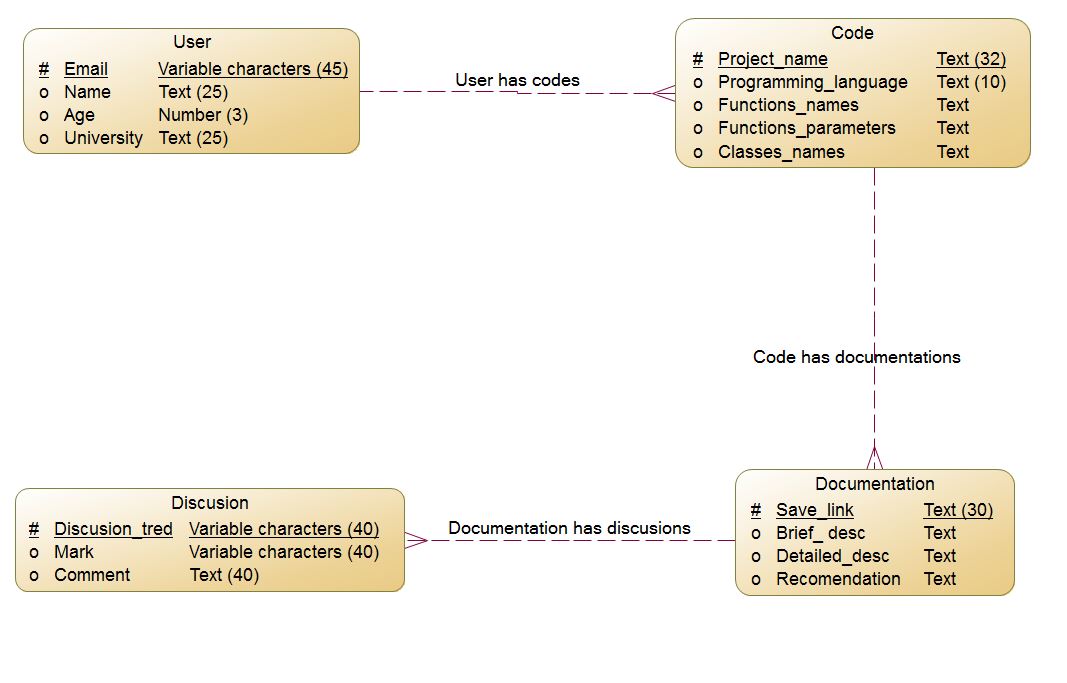 User
# Email Variable characters (45)
o Name Text (25)
o Age Number (3)
o University Text (25)
User has codes
Code
# Project_name Text (32)
o Programming_language Text (10)
o Functions_names Text
o Functions_parameters Text
o Classes_names Text
Code has documentations
Discusion
# Discusion_tred Variable characters (40)
o Mark Variable characters (40)
o Comment Text (40)
Documentation has discusions
Documentation
# Save_link Text (30)
o Brief_ desc Text
o Detailed_desc Text
o Recomendation Text